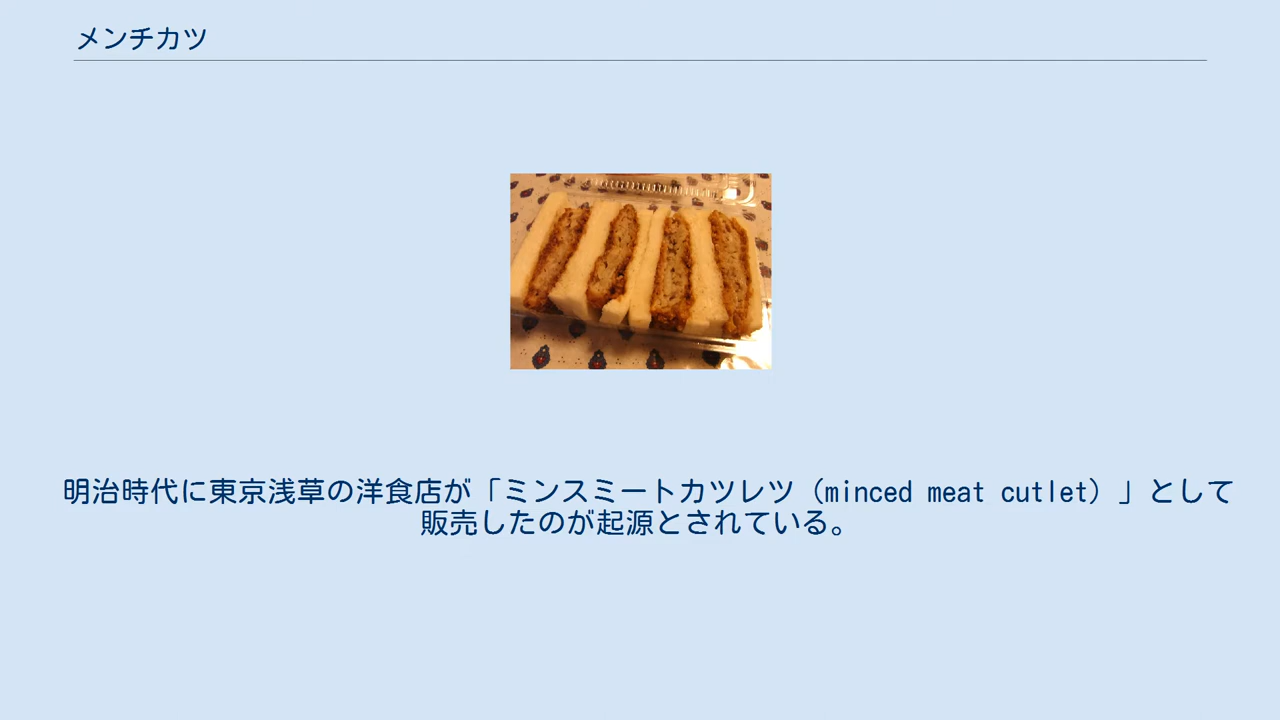 メンチカツ
明治時代に東京浅草の洋食店が「ミンスミートカツレツ（minced meat cutlet）」として
販売したのが起源とされている。